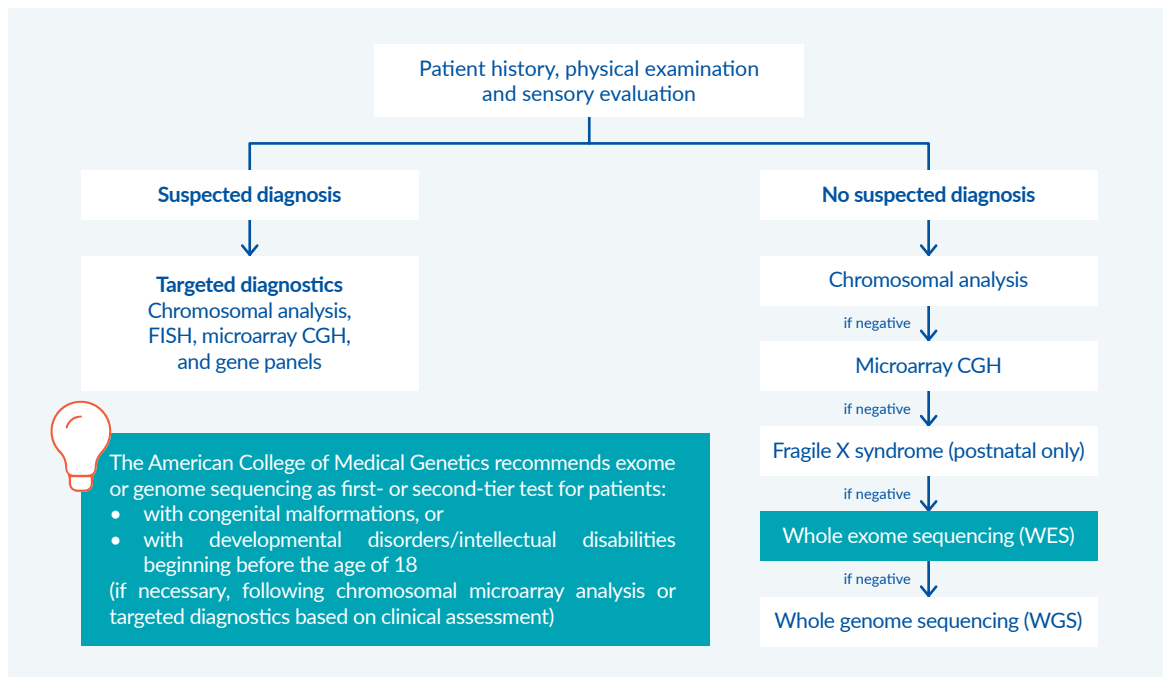 Patient history, physical examination
and sensory evaluation
Suspected diagnosis
Targeted diagnostics
Chromosomal analysis,
FISH, microarray CGH,
and gene panels
No suspected diagnosis
Chromosomal analysis
if negative
Microarray CGH
if negative
Fragile X syndrome (postnatal only)
if negative
Whole exome sequencing (WES)
if negative
Whole genome sequencing (WGS)
The American College of Medical Genetics recommends exome
or genome sequencing as first- or second-tier test for patients:
• with congenital malformations, or
• with developmental disorders/intellectual disabilities
beginning before the age of 18
(if necessary, following chromosomal microarray analysis or
targeted diagnostics based on clinical assessment)